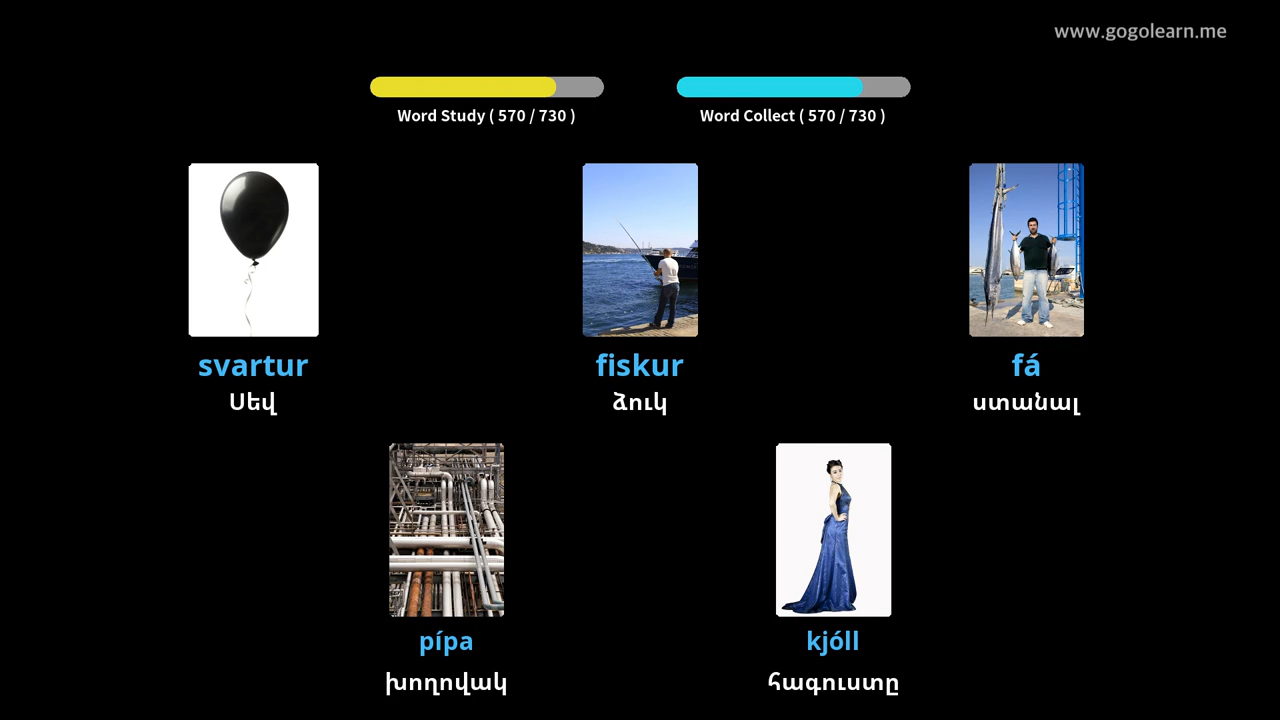 www.gogolearn.me
Word Study ( 570 / 730 )
Word Collect ( 570 / 730 )
svartur
Սեվ
fiskur
ձուկ
fá
ստանալ
pípa
խողովակ
kjóll
հագուստը